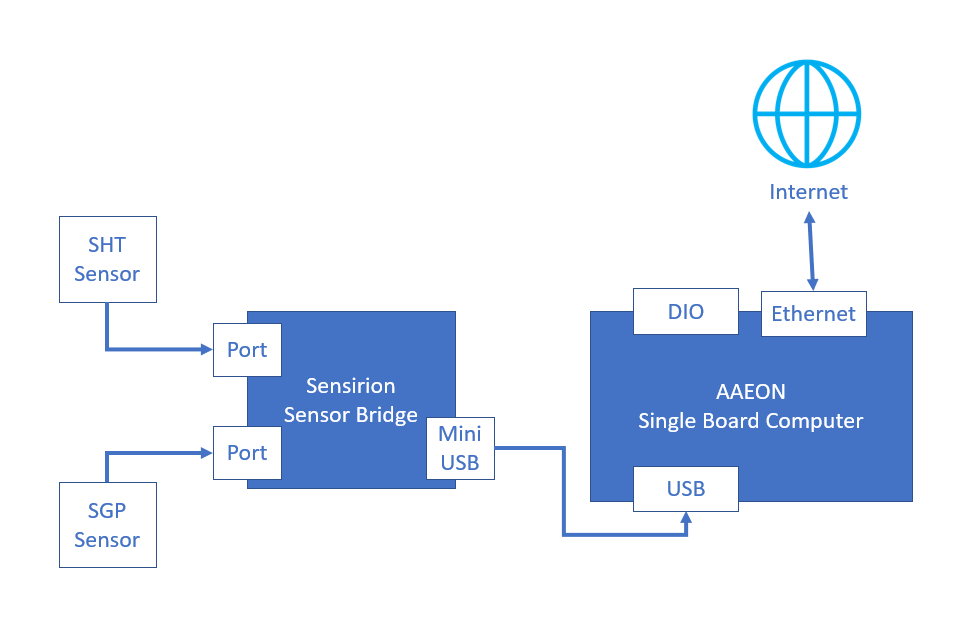 Internet
SHT
Sensor
DIO
Ethernet
Port
Sensirion
Sensor Bridge
AAEON
Single Board Computer
Port
Mini
USB
USB
SGP
Sensor